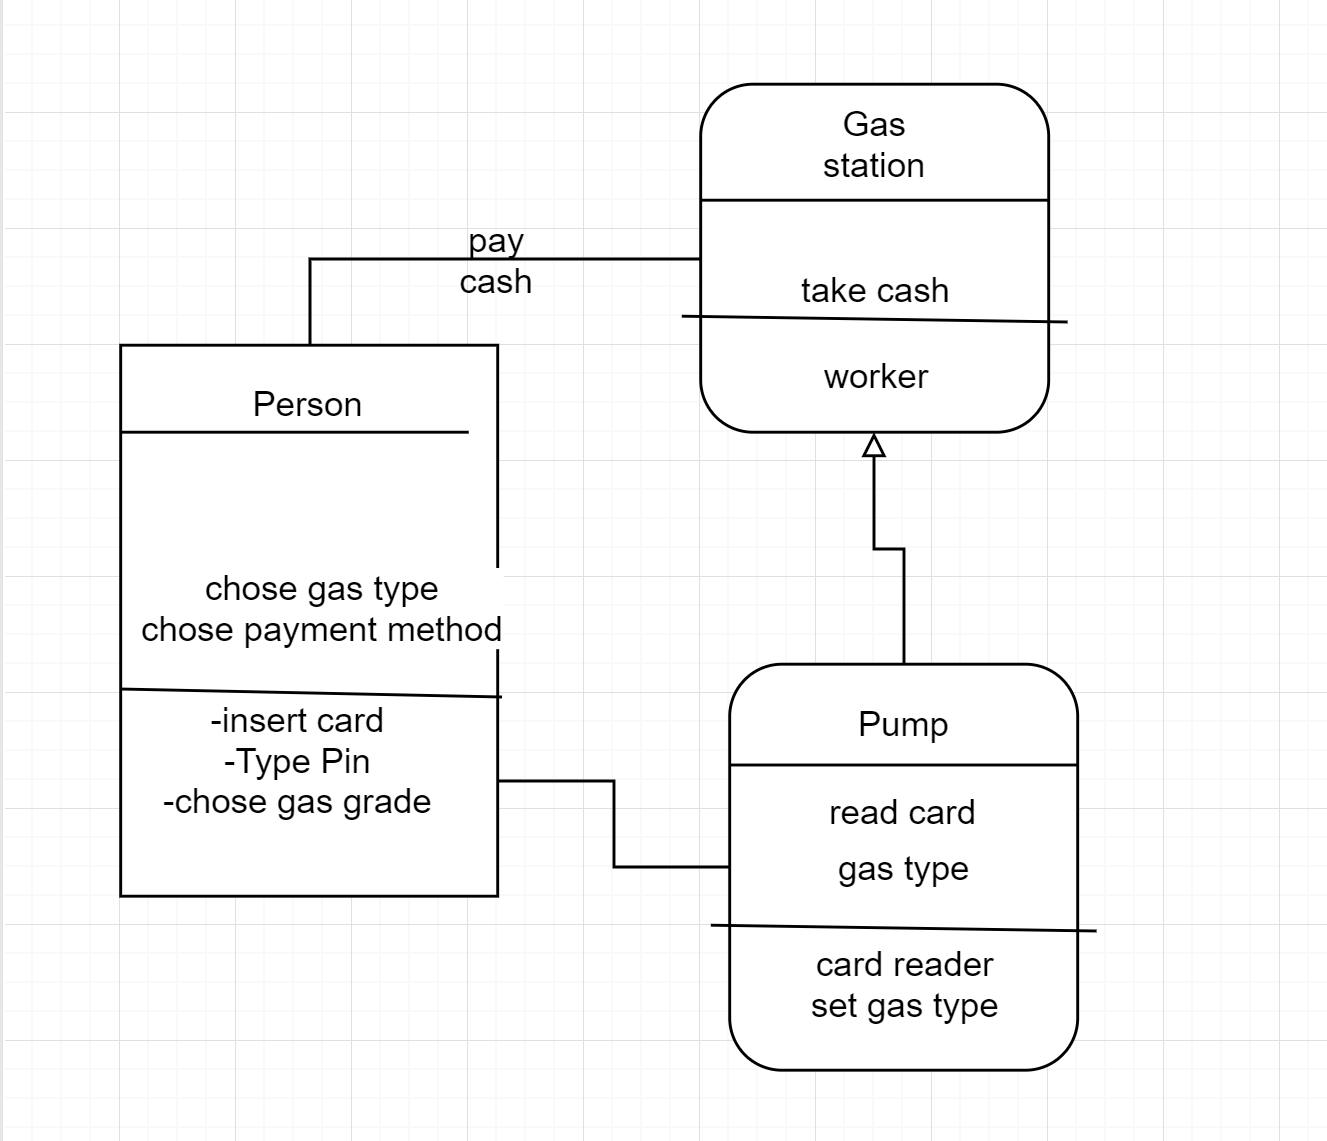 Gas
station
take cash
worker
pay
cash
Person
chose gas type
chose payment method
-insert card
-Type Pin
-chose gas grade
Pump
read card
gas type
card reader
set gas type